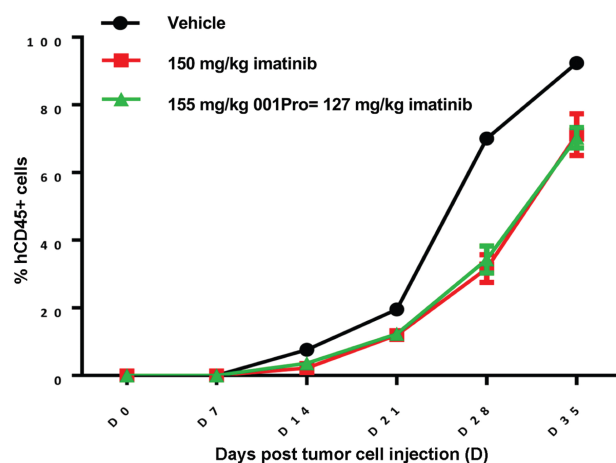 Vehicle
150 mg/kg imatinib
155 mg/kg 001Pro= 127 mg/kg imatinib
100
80
60
40
20
0
% hCD45+ cells
D 0
D 7
D 14
D 21
D 28
D 35
Days post tumor cell injection (D)